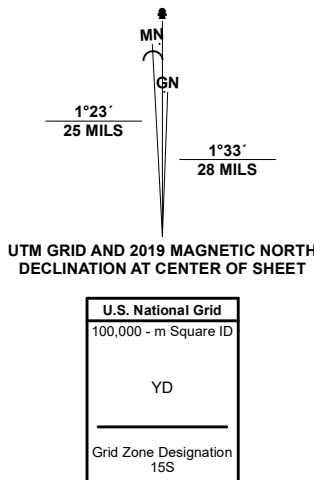 MN
GN
1°23´
25 MILS
1°33´
28 MILS
UTM GRID AND 2019 MAGNETIC NORTH
DECLINATION AT CENTER OF SHEET
U.S. National Grid
100,000 - m Square ID
YD
Grid Zone Designation
15S